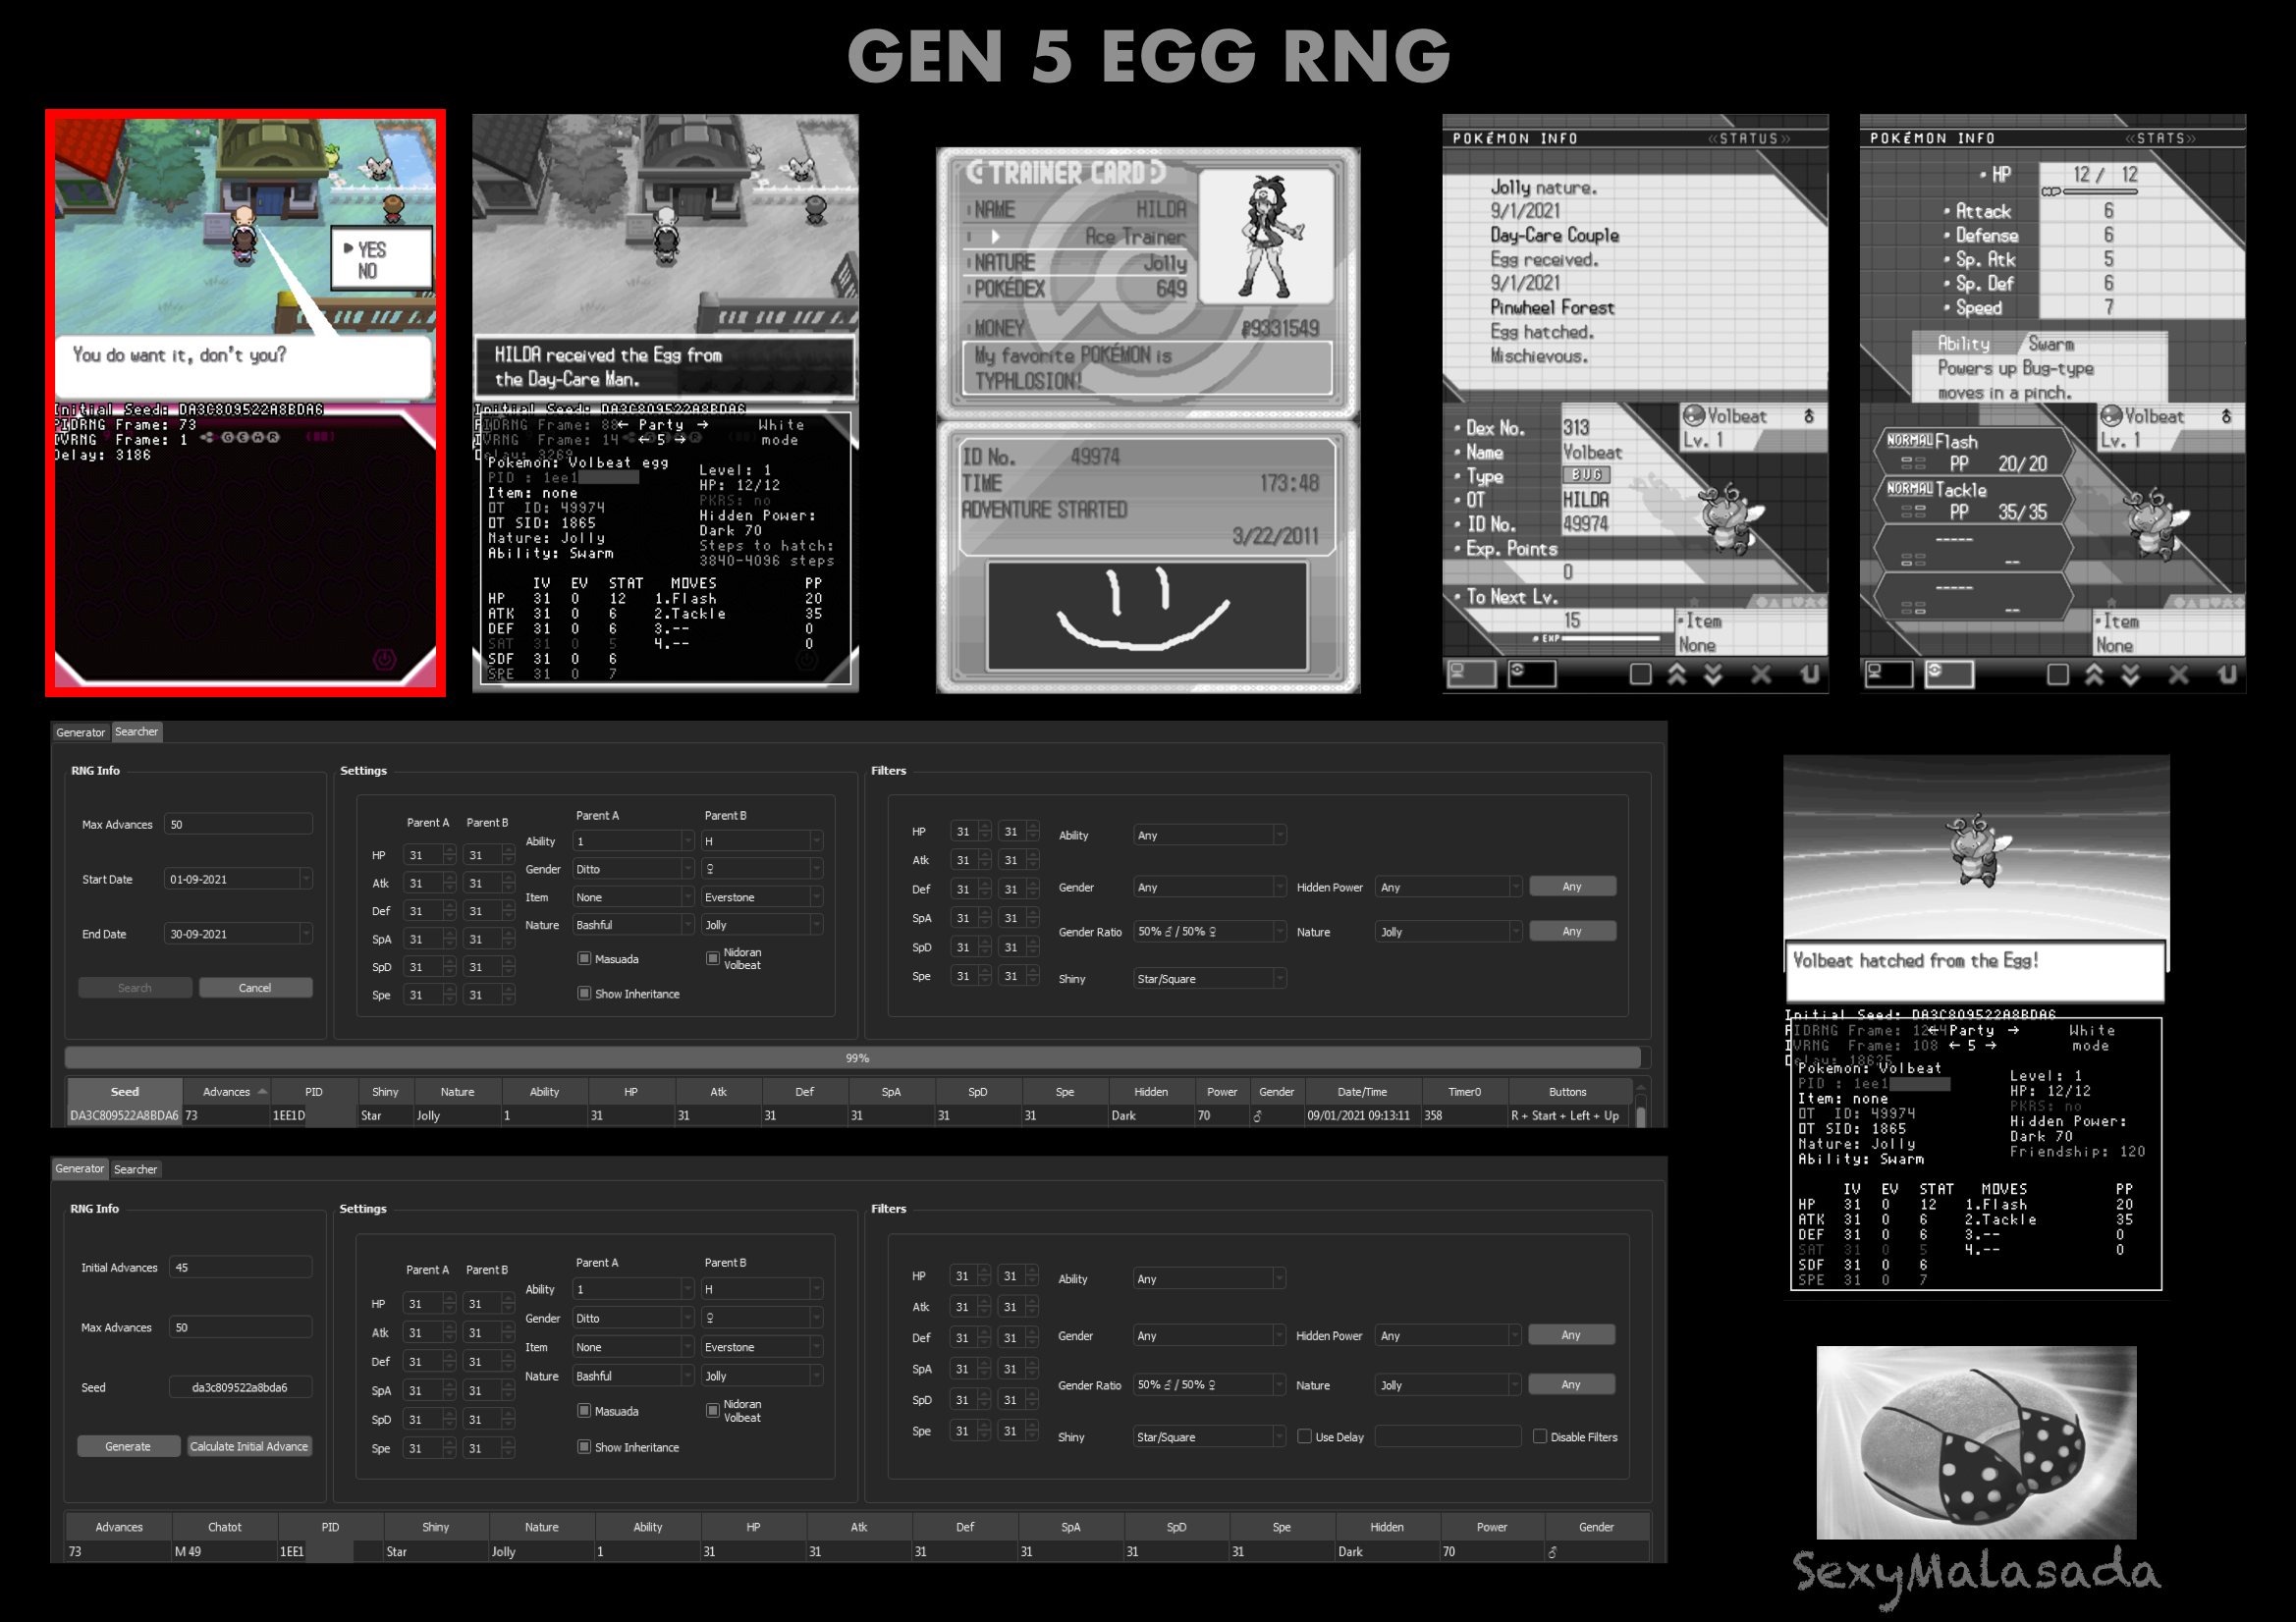 GEN 5 EGG RNG
YES
NO
You do want it, don't you?
Initial Seed: DA3C809522A8BDA6
PIDRNG Frame: 73
IVRNG Frame: 1
C-GEAR
Delay: 3186
HILDA received the Egg from
the Day-Care Man.
Initial Seed: DA3C809522A8BDA6
PIDRNG Frame: 88 ← Party → White
IVRNG Frame: 14 ← 5 → mode
Delay: 3269
Pokemon: Volbeat egg
PID : 1ee1
Item: none
OT ID: 49974
OT SID: 1865
Nature: Jolly
Ability: Swarm
Level: 1
HP: 12/12
PKRS: no
Hidden Power:
Dark 70
Steps to hatch:
3840-4096 steps
IV EV STAT MOVES PP
HP 31 0 12 1.Flash 20
ATK 31 0 6 2.Tackle 35
DEF 31 0 6 3.-- 0
SAT 31 0 5 4.-- 0
SDF 31 0 6
SPE 31 0 7
TRAINER CARD
NAME HILDA
Ace Trainer
NATURE Jolly
POKÉDEX 649
MONEY ₽9331549
My favorite POKÉMON is
TYPHLOSION!
ID No. 49974
TIME 173:48
ADVENTURE STARTED
3/22/2011
POKÉMON INFO «STATUS»
Jolly nature.
9/1/2021
Day-Care Couple
Egg received.
9/1/2021
Pinwheel Forest
Egg hatched.
Mischievous.
Volbeat ♂
Lv. 1
Dex No. 313
Name Volbeat
Type BUG
OT HILDA
ID No. 49974
Exp. Points
0
To Next Lv.
15
EXP
Item
None
POKÉMON INFO «STATS»
HP 12/ 12
HP
Attack 6
Defense 6
Sp. Atk 5
Sp. Def 6
Speed 7
Ability Swarm
Powers up Bug-type
moves in a pinch.
Volbeat ♂
Lv. 1
NORMAL Flash
PP 20/20
NORMAL Tackle
PP 35/35
-----
--
-----
--
Item
None
Generator Searcher
RNG Info
Max Advances 50
Start Date 01-09-2021
End Date 30-09-2021
Search Cancel
Settings
Parent A Parent B
HP 31 31
Atk 31 31
Def 31 31
SpA 31 31
SpD 31 31
Spe 31 31
Parent A Parent B
Ability 1 H
Gender Ditto ♀
Item None Everstone
Nature Bashful Jolly
Masuada
Nidoran
Volbeat
Show Inheritance
Filters
HP 31 31
Atk 31 31
Def 31 31
SpA 31 31
SpD 31 31
Spe 31 31
Ability Any
Gender Any Hidden Power Any Any
Gender Ratio 50% ♂ / 50% ♀ Nature Jolly Any
Shiny Star/Square
99%
Seed Advances PID Shiny Nature Ability HP Atk Def SpA SpD Spe Hidden Power Gender Date/Time Timer0 Buttons
DA3C809522A8BDA6 73 1EE1D Star Jolly 1 31 31 31 31 31 31 Dark 70 ♂ 09/01/2021 09:13:11 358 R + Start + Left + Up
Volbeat hatched from the Egg!
Initial Seed: DA3C809522A8BDA6
PIDRNG Frame: 1214 ← Party → White
IVRNG Frame: 108 ← 5 → mode
Delay: 18635
Pokemon: Volbeat
PID : 1ee1
Item: none
OT ID: 49974
OT SID: 1865
Nature: Jolly
Ability: Swarm
Level: 1
HP: 12/12
PKRS: no
Hidden Power:
Dark 70
Friendship: 120
IV EV STAT MOVES PP
HP 31 0 12 1.Flash 20
ATK 31 0 6 2.Tackle 35
DEF 31 0 6 3.-- 0
SAT 31 0 5 4.-- 0
SDF 31 0 6
SPE 31 0 7
Generator Searcher
RNG Info
Initial Advances 45
Max Advances 50
Seed da3c809522a8bda6
Generate Calculate Initial Advance
Settings
Parent A Parent B
HP 31 31
Atk 31 31
Def 31 31
SpA 31 31
SpD 31 31
Spe 31 31
Parent A Parent B
Ability 1 H
Gender Ditto ♀
Item None Everstone
Nature Bashful Jolly
Masuada
Nidoran
Volbeat
Show Inheritance
Filters
HP 31 31
Atk 31 31
Def 31 31
SpA 31 31
SpD 31 31
Spe 31 31
Ability Any
Gender Any Hidden Power Any Any
Gender Ratio 50% ♂ / 50% ♀ Nature Jolly Any
Shiny Star/Square Use Delay Disable Filters
Advances Chatot PID Shiny Nature Ability HP Atk Def SpA SpD Spe Hidden Power Gender
73 M 49 1EE1 Star Jolly 1 31 31 31 31 31 31 Dark 70 ♂
SexyMalasada